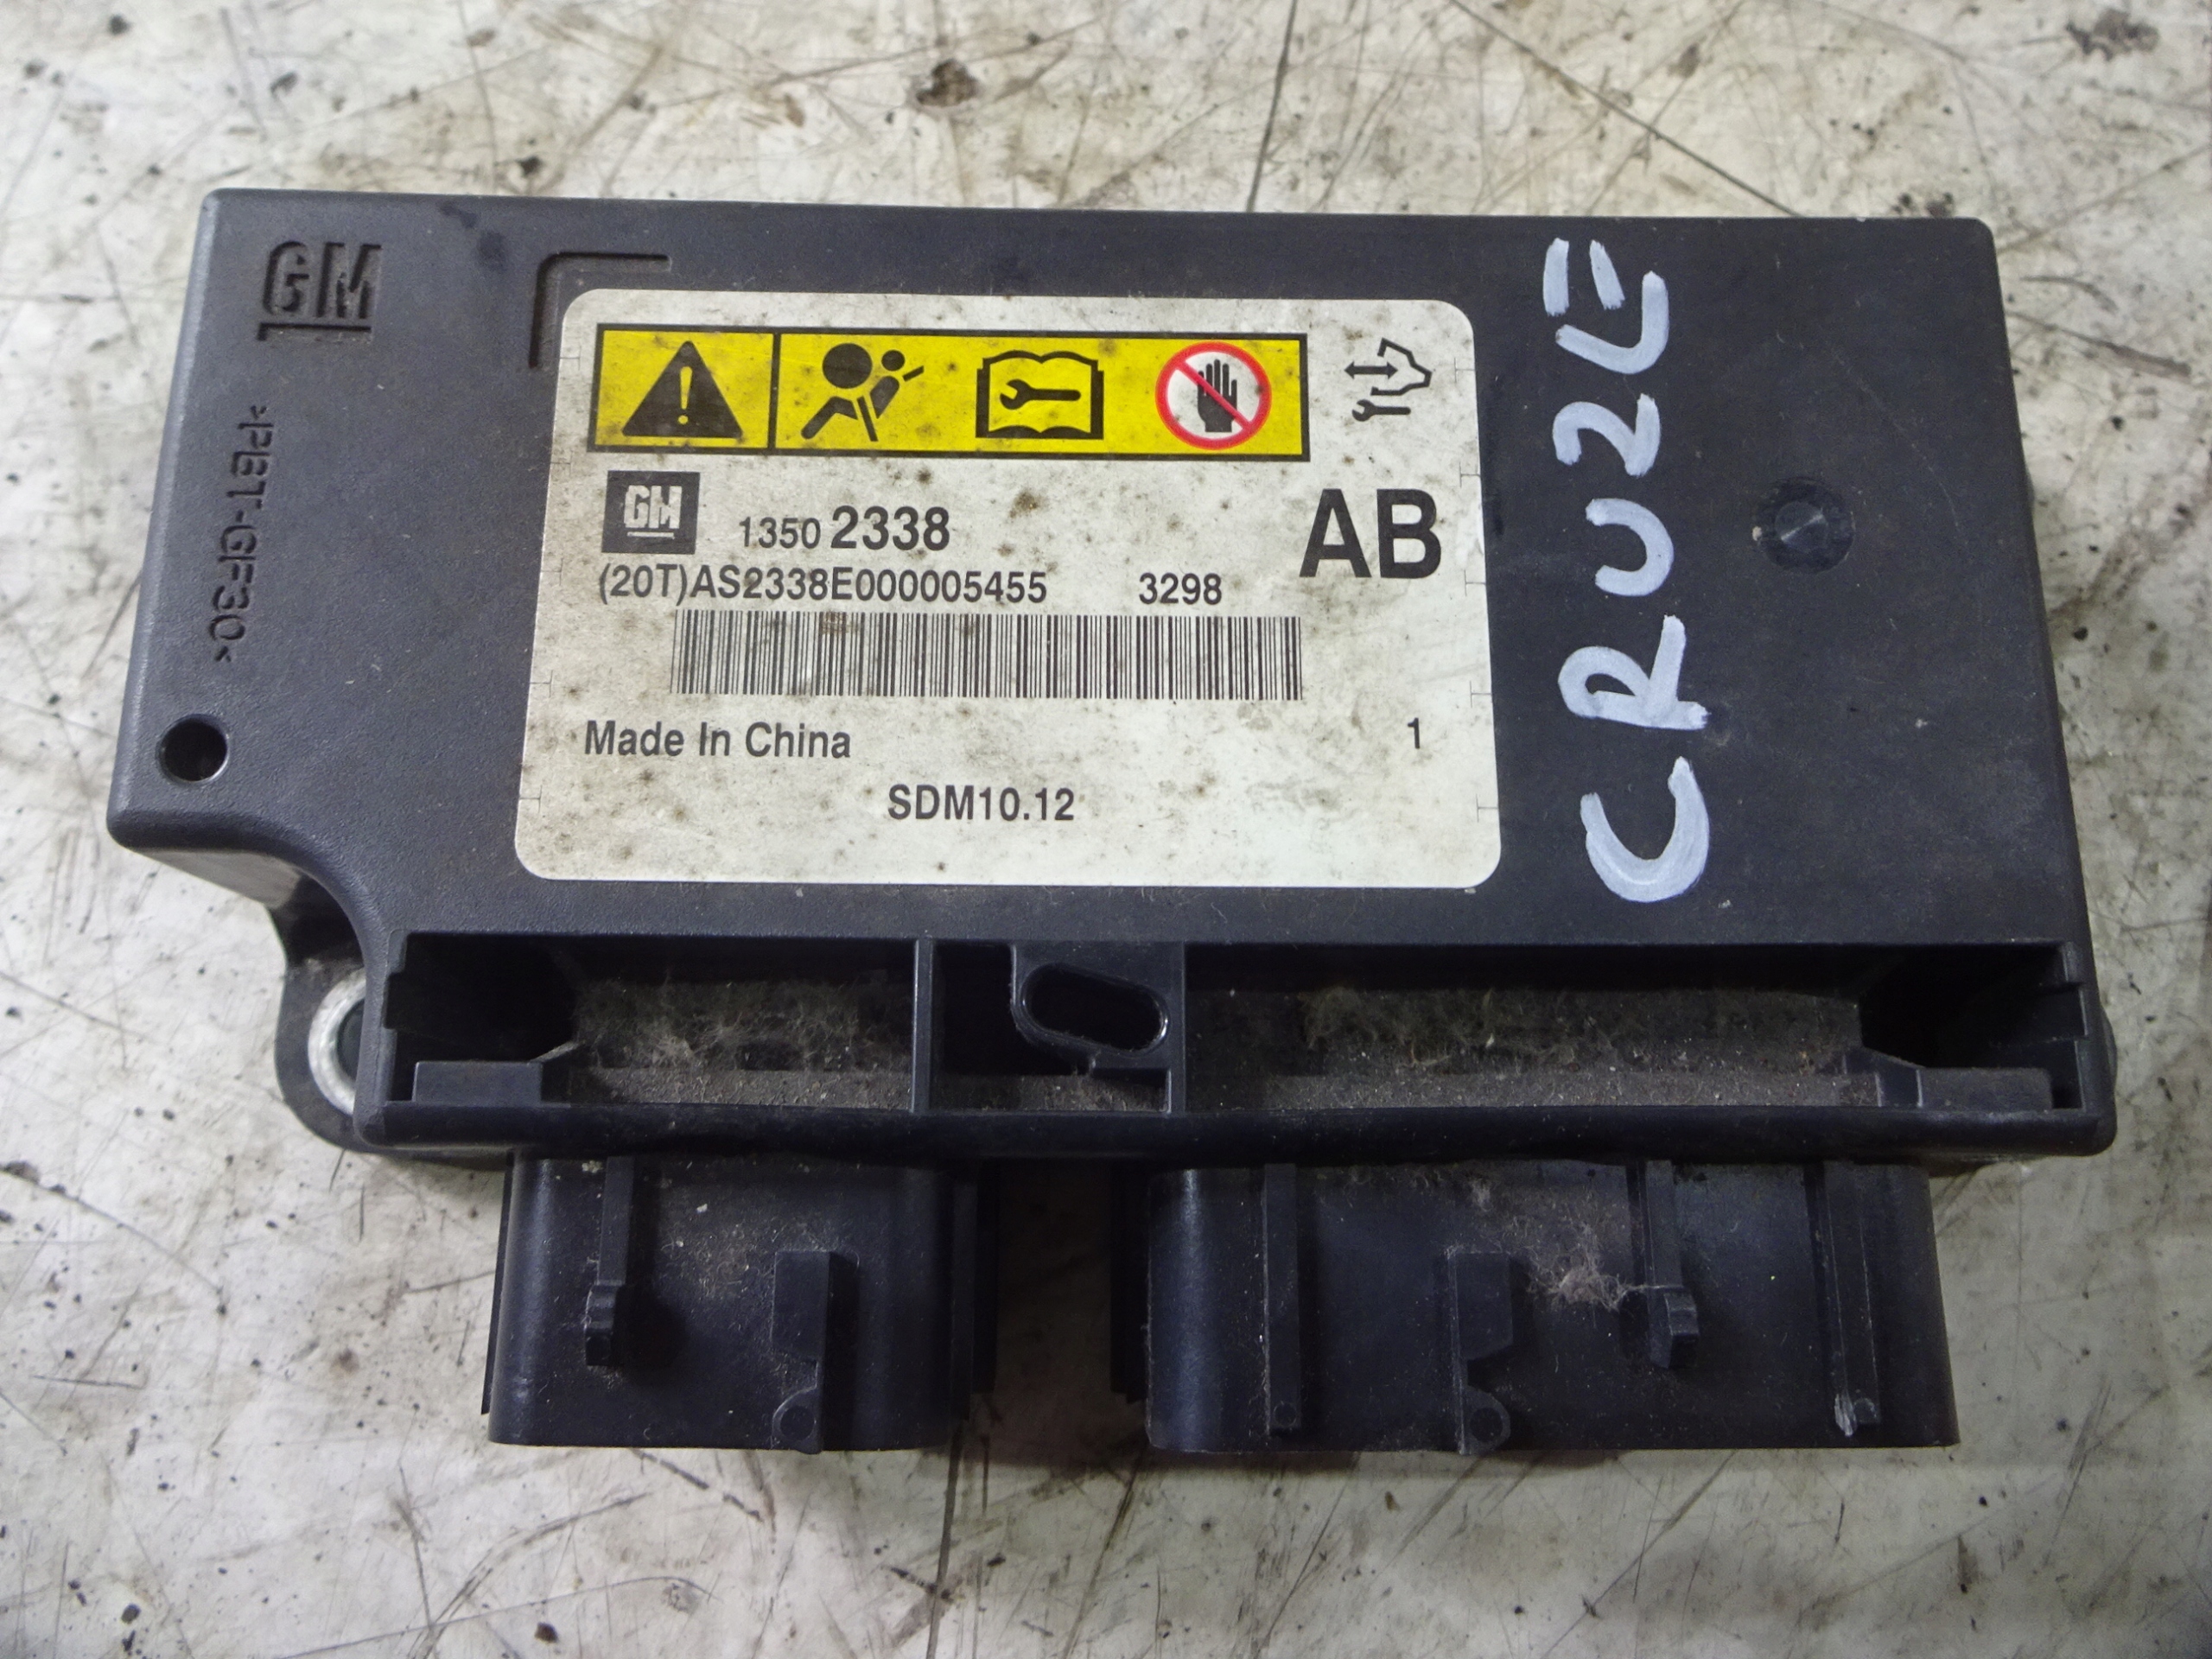 GM
>PBT-GF30<
GM 1350 2338 AB
(20T)AS2338E000005455 3298
Made In China 1
SDM10.12
CRUZE